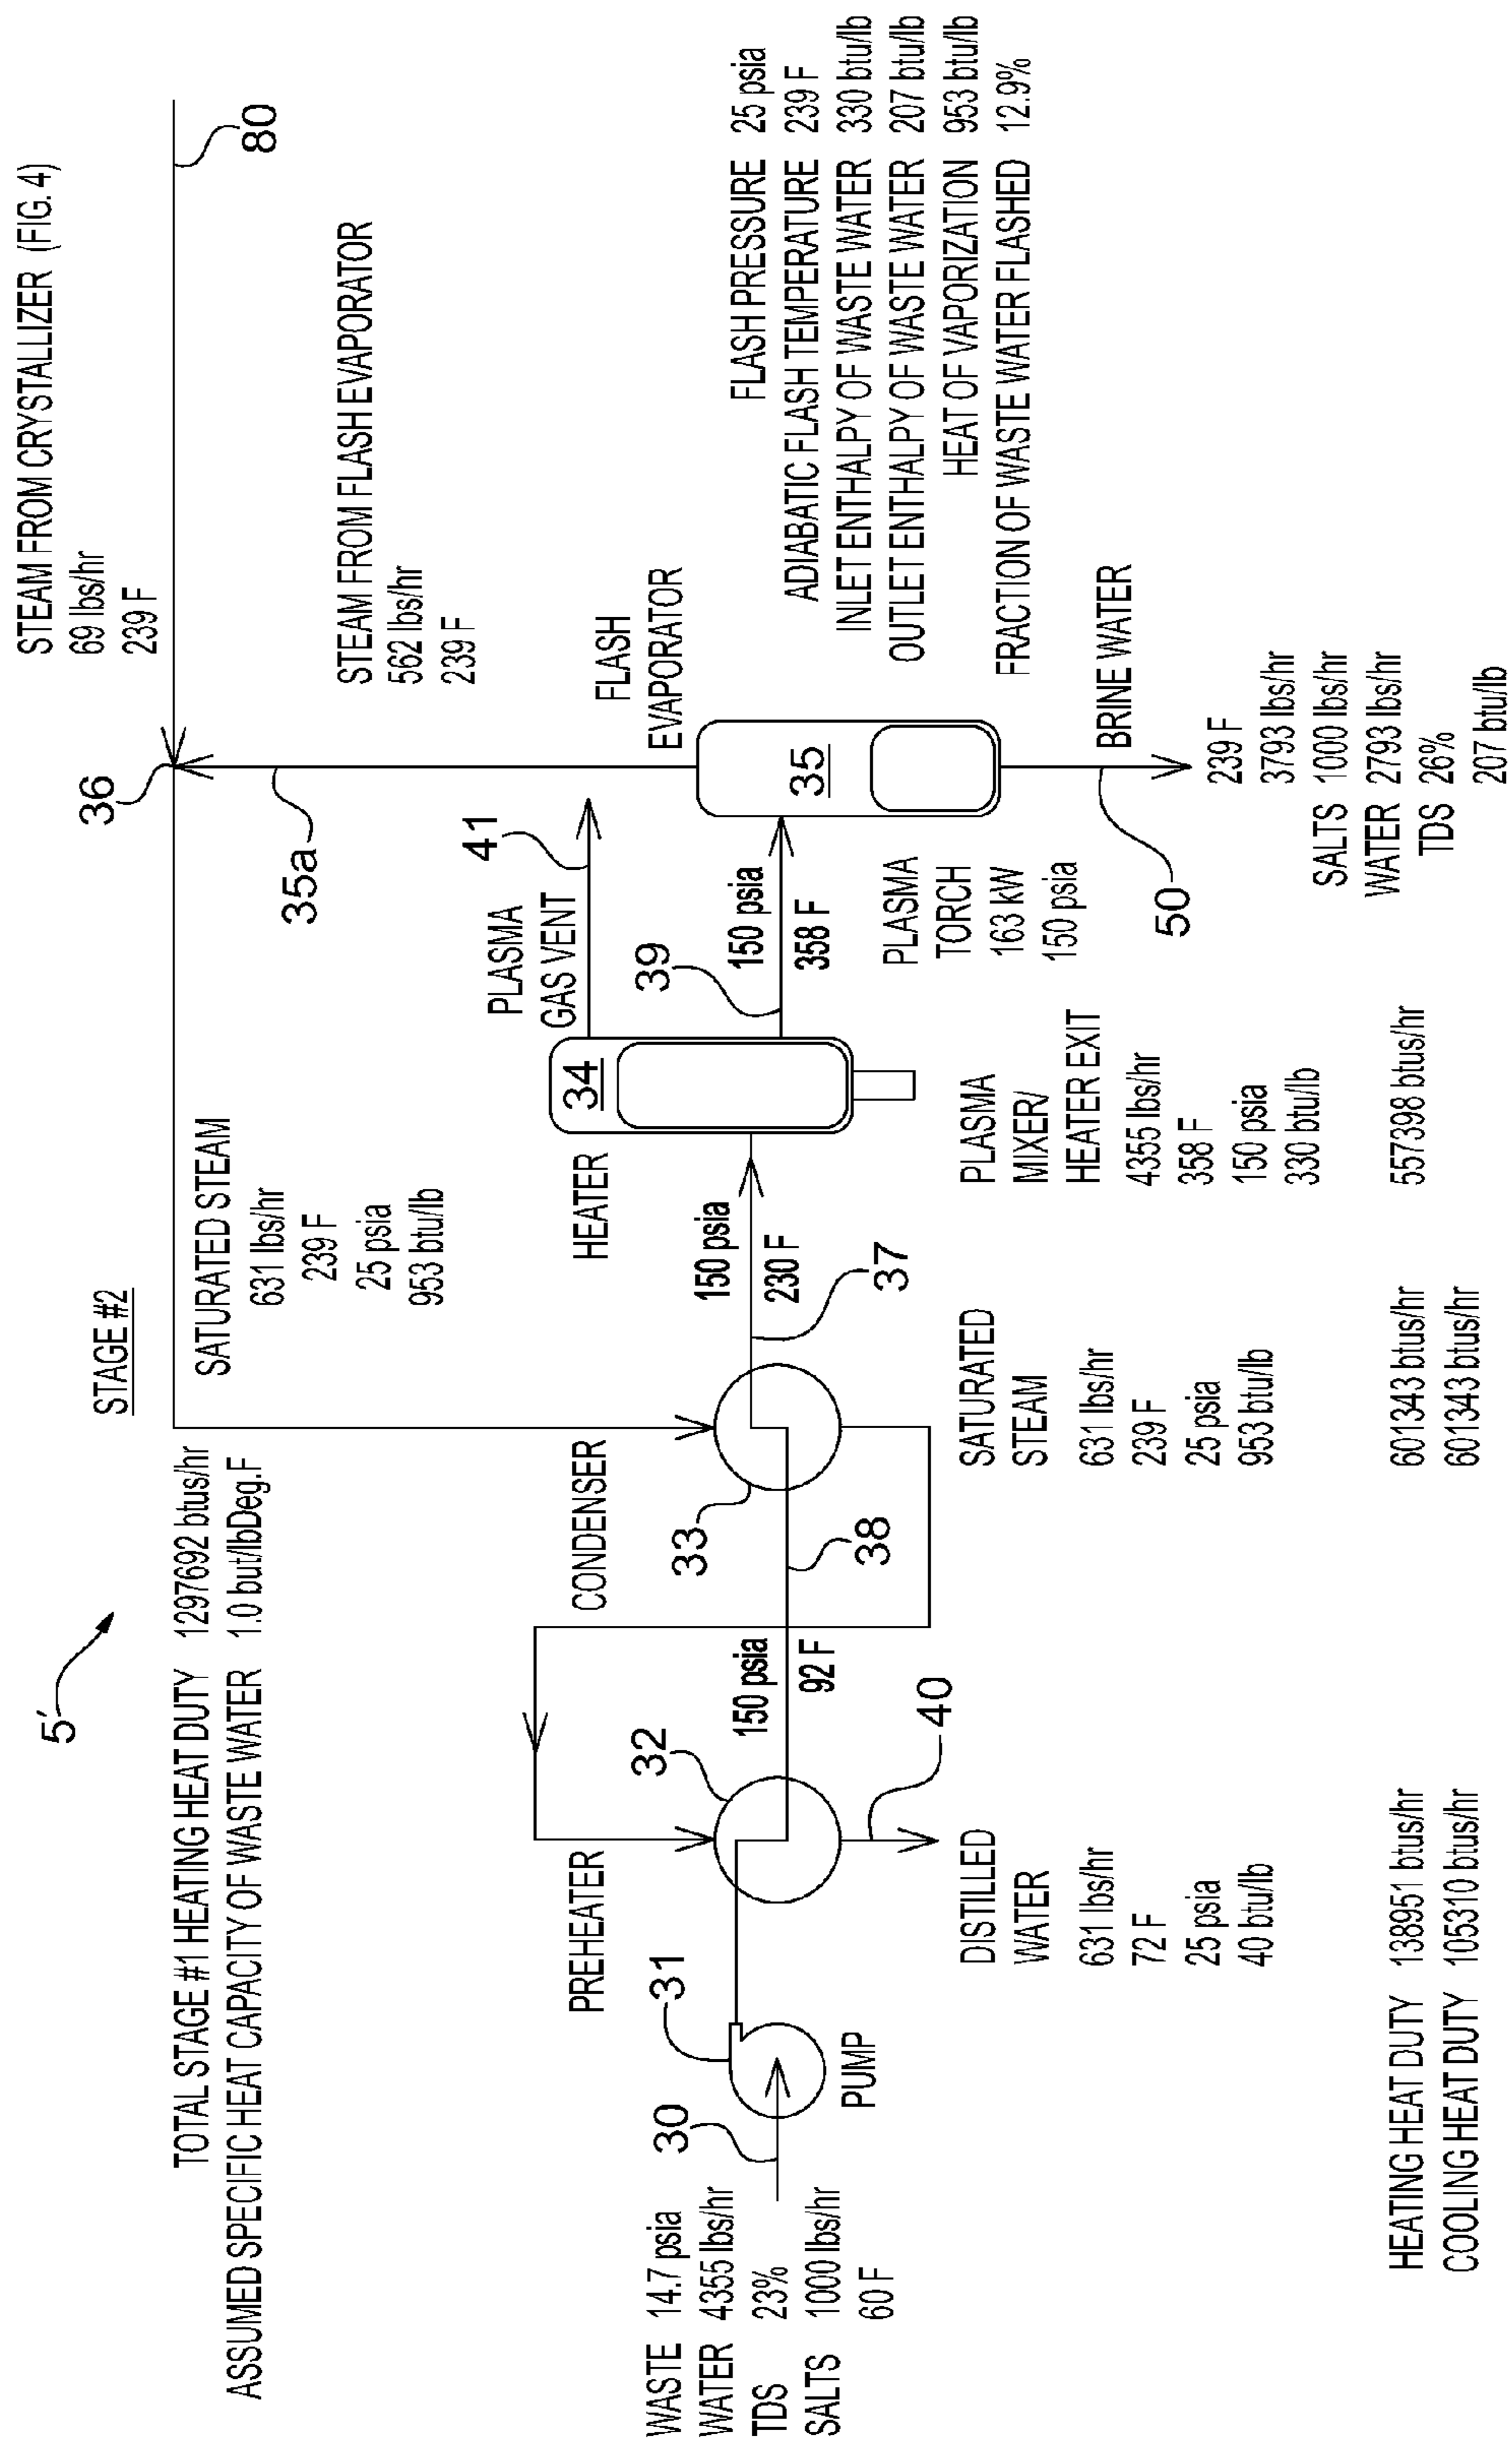 5'
STAGE #2
TOTAL STAGE #1 HEATING HEAT DUTY 1297692 btus/hr
ASSUMED SPECIFIC HEAT CAPACITY OF WASTE WATER 1.0 but/lbDeg.F
STEAM FROM CRYSTALLIZER (FIG. 4)
69 lbs/hr
239 F
36
80
SATURATED STEAM
631 lbs/hr
239 F
25 psia
953 btu/lb
35a
STEAM FROM FLASH EVAPORATOR
562 lbs/hr
239 F
PREHEATER
CONDENSER
HEATER
PLASMA
GAS VENT
41
FLASH
EVAPORATOR
WASTE 14.7 psia
WATER 4355 lbs/hr
TDS 23%
SALTS 1000 lbs/hr
60 F
30
31
PUMP
32
150 psia
92 F
33
38
150 psia
230 F
37
34
39
150 psia
358 F
35
PLASMA
TORCH
163 kW
150 psia
FLASH PRESSURE 25 psia
ADIABATIC FLASH TEMPERATURE 239 F
INLET ENTHALPY OF WASTE WATER 330 btu/lb
OUTLET ENTHALPY OF WASTE WATER 207 btu/lb
HEAT OF VAPORIZATION 953 btu/lb
FRACTION OF WASTE WATER FLASHED 12.9%
40
DISTILLED
WATER
631 lbs/hr
72 F
25 psia
40 btu/lb
SATURATED
STEAM
631 lbs/hr
239 F
25 psia
953 btu/lb
PLASMA
MIXER/
HEATER EXIT
4355 lbs/hr
358 F
150 psia
330 btu/lb
50
BRINE WATER
239 F
3793 lbs/hr
SALTS 1000 lbs/hr
WATER 2793 lbs/hr
TDS 26%
207 btu/lb
HEATING HEAT DUTY 138951 btus/hr 601343 btus/hr 557398 btus/hr
COOLING HEAT DUTY 105310 btus/hr 601343 btus/hr